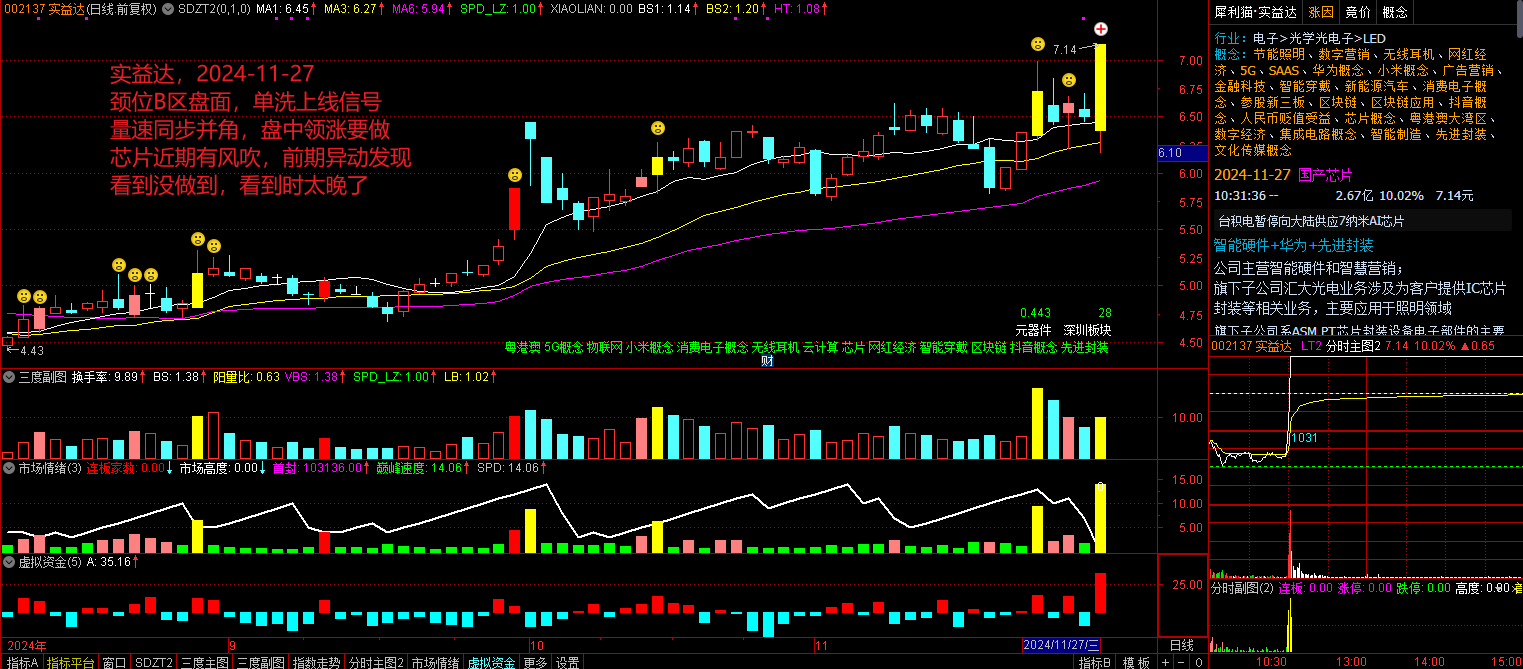 002137 实益达(日线.前复权) SDZT2(0,1,0) MA1: 6.45↑ MA3: 6.27↑ MA6: 5.94↑ SPD_LZ: 1.00↑ XIAOLIAN: 0.00 BS1: 1.14↑ BS2: 1.20↑ HT: 1.08↑
实益达，2024-11-27
颈位B区盘面，单洗上线信号
量速同步并角，盘中领涨要做
芯片近期有风吹，前期异动发现
看到没做到，看到时太晚了
7.14
7.00
6.75
6.50
6.10
6.00
5.75
5.50
5.25
5.00
4.75
4.50
←4.43
0.443 28
元器件 深圳板块
粤港澳 5G概念 物联网 小米概念 消费电子概念 无线耳机 云计算 芯片 网红经济 智能穿戴 区块链 抖音概念 先进封装
财
三度副图 换手率: 9.89↑ BS: 1.38↑ 阳量比: 0.63 VBS: 1.38↑ SPD_LZ: 1.00↑ LB: 1.02↑
10.00
市场情绪(3) 连板家数: 0.00↓ 市场高度: 0.00↓ 首封: 103136.00↑ 巅峰速度: 14.06↑ SPD: 14.06↑
0
15.00
10.00
5.00
虚拟资金(5) A: 35.16↑
25.00
2024年 9 10 11 2024/11/27/三 日线
指标A 指标平台 窗口 SDZT2 三度主图 三度副图 指数走势 分时主图2 市场情绪 虚拟资金 更多 设置 指标B 模板 + - O
犀利猫·实益达 涨因 竞价 概念
行业：电子>光学光电子>LED
概念：节能照明、数字营销、无线耳机、网红经
济、5G、SAAS、华为概念、小米概念、广告营销、
金融科技、智能穿戴、新能源汽车、消费电子概
念、参股新三板、区块链、区块链应用、抖音概
念、人民币贬值受益、芯片概念、粤港澳大湾区、
数字经济、集成电路概念、智能制造、先进封装、
文化传媒概念
2024-11-27 国产芯片
10:31:36 -- 2.67亿 10.02% 7.14元
台积电暂停向大陆供应7纳米AI芯片
智能硬件+华为+先进封装
公司主营智能硬件和智慧营销；
旗下子公司汇大光电业务涉及为客户提供IC芯片
封装等相关业务，主要应用于照明领域
旗下子公司系ASM PT芯片封装设备电子部件的主要
002137 实益达 LT2 分时主图2 7.14 10.02% ▲0.65
1031
分时副图(2) 连板: 0.00 涨停: 0.00 跌停: 0.00 高度: 0.00
10:30 13:00 14:00 15:00